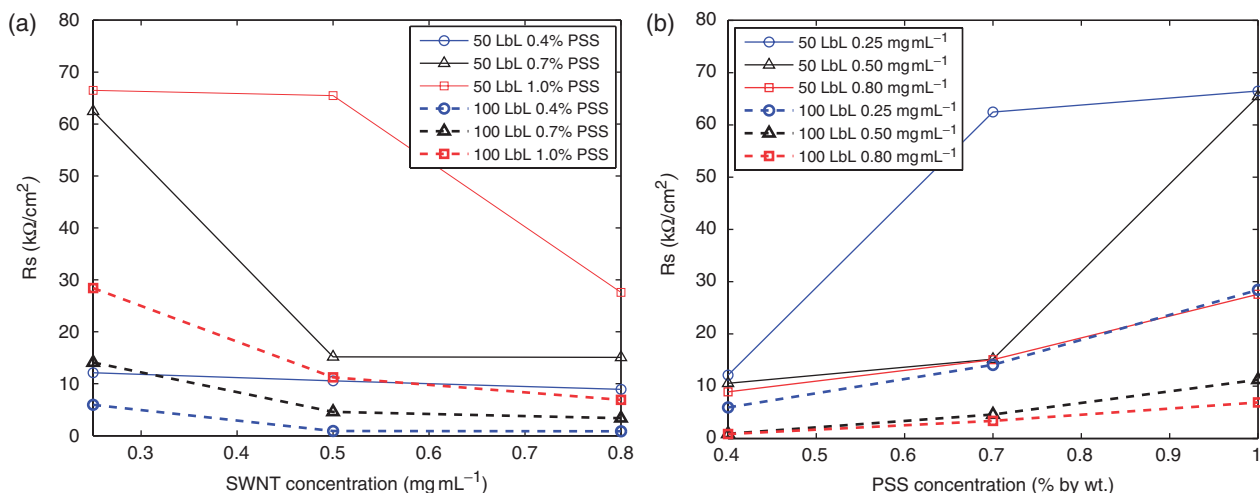 (a)
80
70
60
50
40
30
20
10
0
Rs (kΩ/cm²)
0.3
0.4
0.5
0.6
0.7
0.8
SWNT concentration (mg mL⁻¹)
50 LbL 0.4% PSS
50 LbL 0.7% PSS
50 LbL 1.0% PSS
100 LbL 0.4% PSS
100 LbL 0.7% PSS
100 LbL 1.0% PSS
(b)
80
70
60
50
40
30
20
10
0
Rs (kΩ/cm²)
0.4
0.5
0.6
0.7
0.8
0.9
1
PSS concentration (% by wt.)
50 LbL 0.25 mg mL⁻¹
50 LbL 0.50 mg mL⁻¹
50 LbL 0.80 mg mL⁻¹
100 LbL 0.25 mg mL⁻¹
100 LbL 0.50 mg mL⁻¹
100 LbL 0.80 mg mL⁻¹